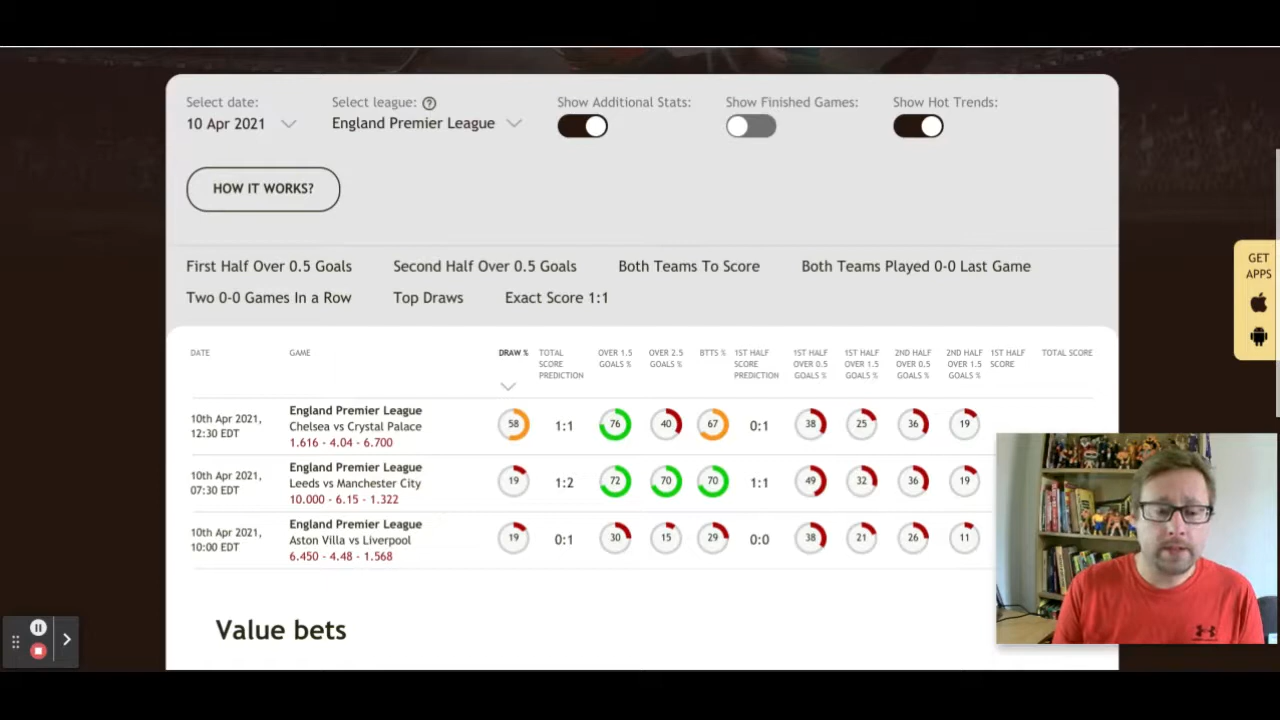 Select date:
Select league: ?
Show Additional Stats:
Show Finished Games:
Show Hot Trends:
10 Apr 2021
England Premier League
HOW IT WORKS?
GET
APPS
First Half Over 0.5 Goals
Second Half Over 0.5 Goals
Both Teams To Score
Both Teams Played 0-0 Last Game
Two 0-0 Games In a Row
Top Draws
Exact Score 1:1
DATE
GAME
DRAW %
TOTAL
SCORE
PREDICTION
OVER 1.5
GOALS %
OVER 2.5
GOALS %
BTTS %
1ST HALF
SCORE
PREDICTION
1ST HALF
OVER 0.5
GOALS %
1ST HALF
OVER 1.5
GOALS %
2ND HALF
OVER 0.5
GOALS %
2ND HALF
OVER 1.5
GOALS %
1ST HALF
SCORE
TOTAL SCORE
10th Apr 2021,
12:30 EDT
England Premier League
Chelsea vs Crystal Palace
1.616 - 4.04 - 6.700
58 1:1 76 40 67 0:1 38 25 36 19
10th Apr 2021,
07:30 EDT
England Premier League
Leeds vs Manchester City
10.000 - 6.15 - 1.322
19 1:2 72 70 70 1:1 49 32 36 19
10th Apr 2021,
10:00 EDT
England Premier League
Aston Villa vs Liverpool
6.450 - 4.48 - 1.568
19 0:1 30 15 29 0:0 38 21 26 11
Value bets